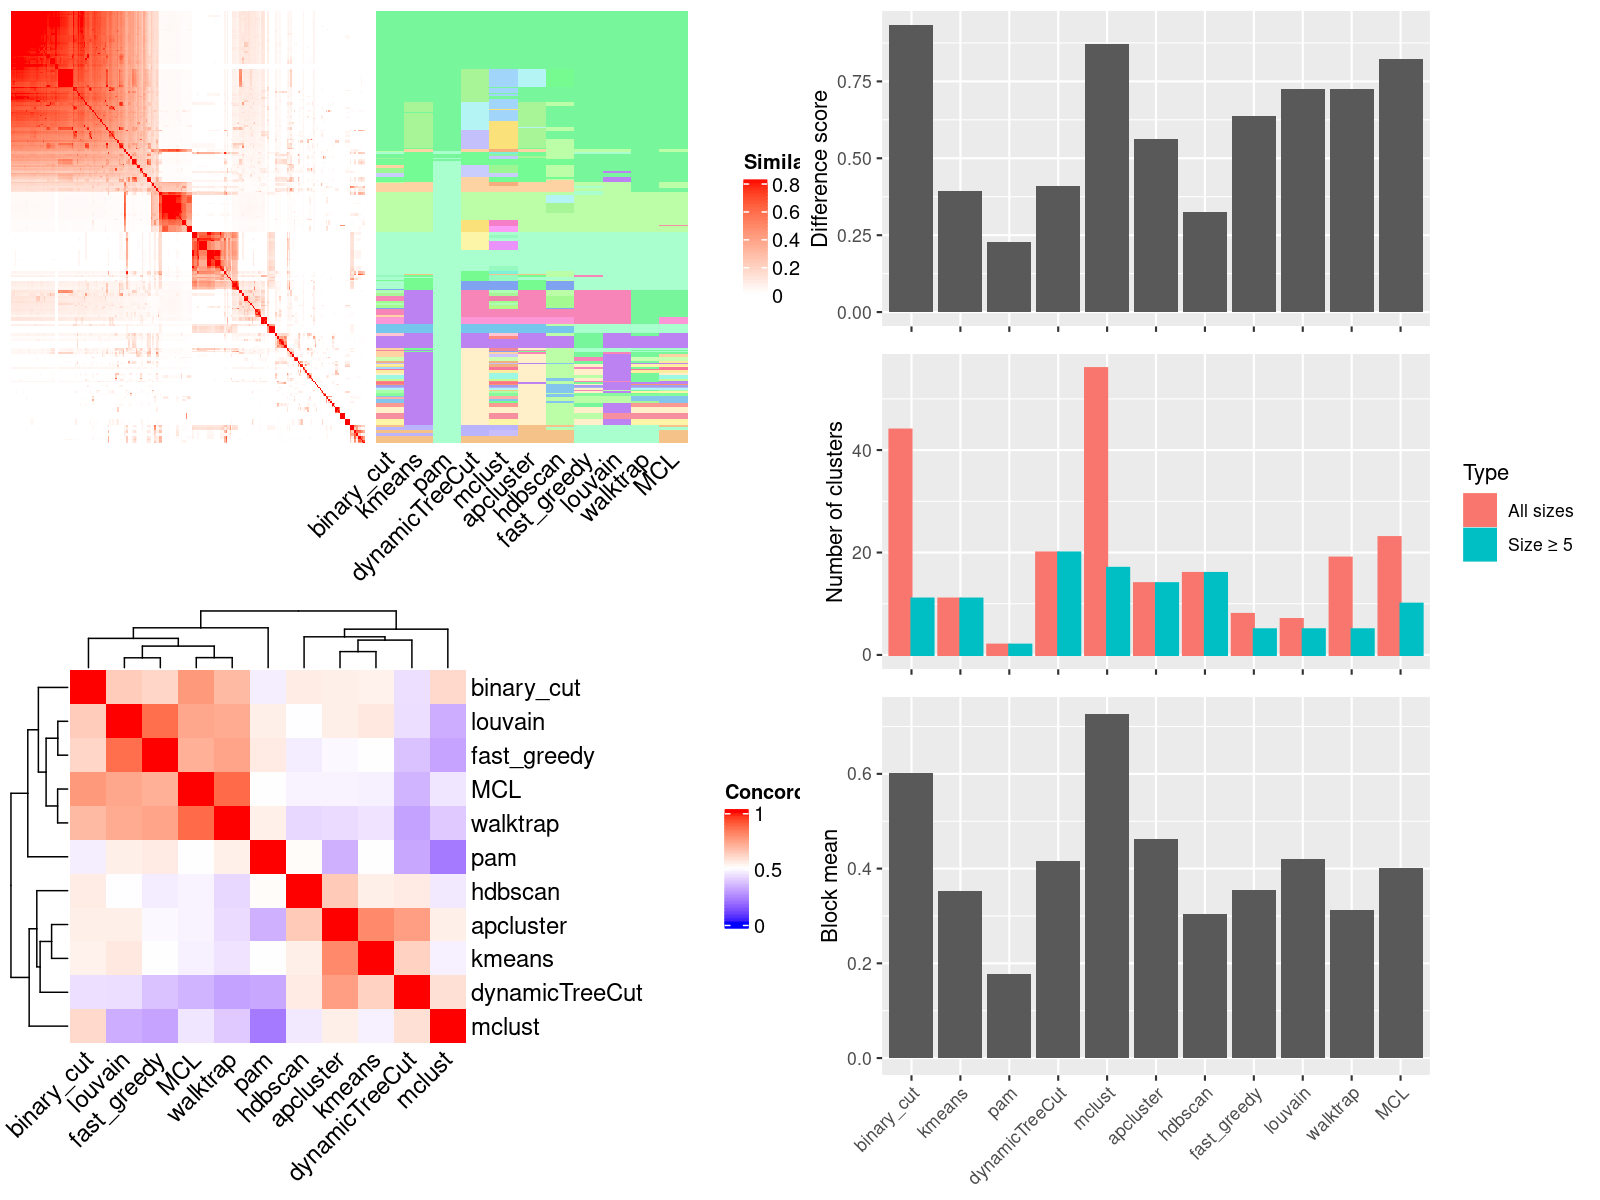 Simila
0.8
0.6
0.4
0.2
0
binary_cut
kmeans
pam
dynamicTreeCut
mclust
apcluster
hdbscan
fast_greedy
louvain
walktrap
MCL
binary_cut
louvain
fast_greedy
MCL
walktrap
pam
hdbscan
apcluster
kmeans
dynamicTreeCut
mclust
binary_cut
louvain
fast_greedy
MCL
walktrap
pam
hdbscan
apcluster
kmeans
dynamicTreeCut
mclust
Concord
1
0.5
0
Difference score
0.75
0.50
0.25
0.00
Number of clusters
40
20
0
Type
All sizes
Size ≥ 5
Block mean
0.6
0.4
0.2
0.0
binary_cut
kmeans
pam
dynamicTreeCut
mclust
apcluster
hdbscan
fast_greedy
louvain
walktrap
MCL